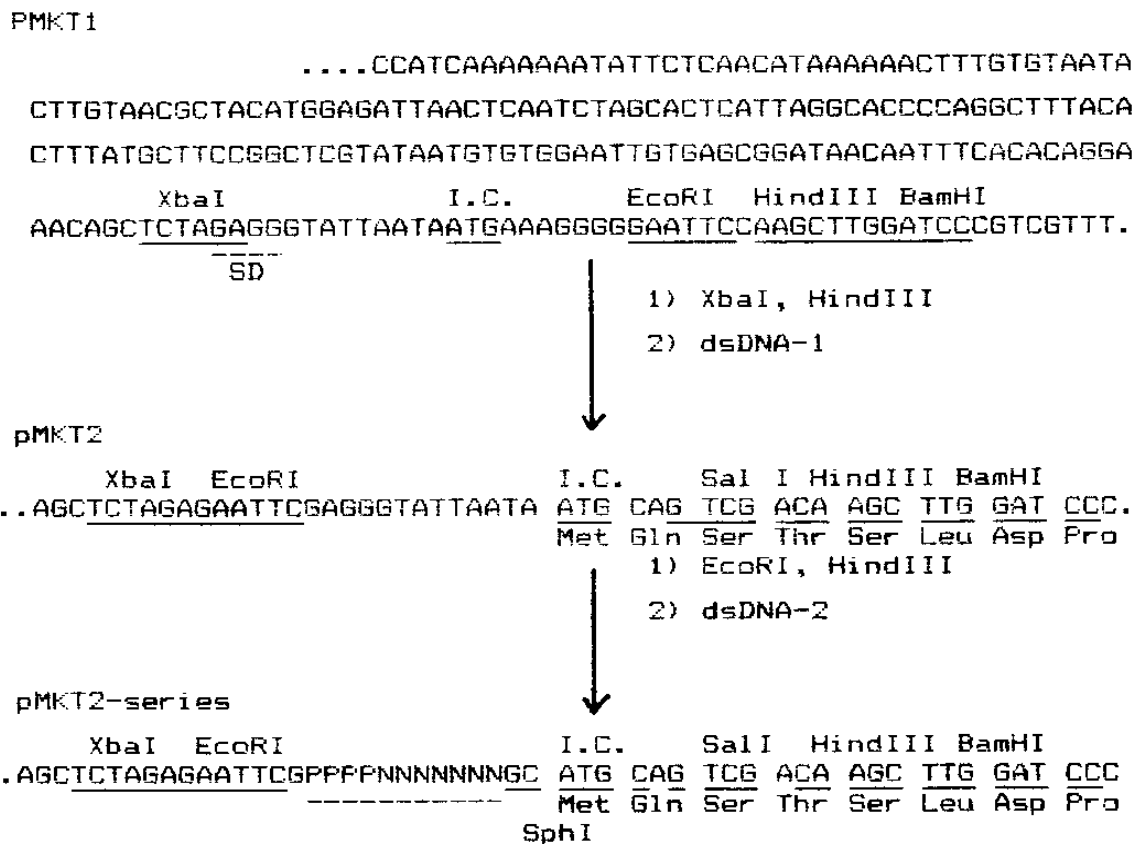 PMKT1
....CCATCAAAAAAATATTCTCAACATAAAAAACTTTGTGTAATA
CTTGTAACGCTACATGGAGATTAACTCAATCTAGCACTCATTAGGCACCCCAGGCTTTACA
CTTTATGCTTCCGGCTCGTATAATGTGTGGAATTGTGAGCGGATAACAATTTCACACAGGA
XbaI I.C. EcoRI HindIII BamHI
AACAGCTCTAGAGGGTATTAATAATGAAAGGGGGAATTCCAAGCTTGGATCCCGTCGTTT.
SD
1) XbaI, HindIII
2) dsDNA-1
pMKT2
XbaI EcoRI I.C. Sal I HindIII BamHI
..AGCTCTAGAGAATTCGAGGGTATTAATA ATG CAG TCG ACA AGC TTG GAT CCC.
Met Gln Ser Thr Ser Leu Asp Pro
1) EcoRI, HindIII
2) dsDNA-2
pMKT2-series
XbaI EcoRI I.C. SalI HindIII BamHI
.AGCTCTAGAGAATTCGPPPPNNNNNNNNGC ATG CAG TCG ACA AGC TTG GAT CCC
Met Gln Ser Thr Ser Leu Asp Pro
SphI